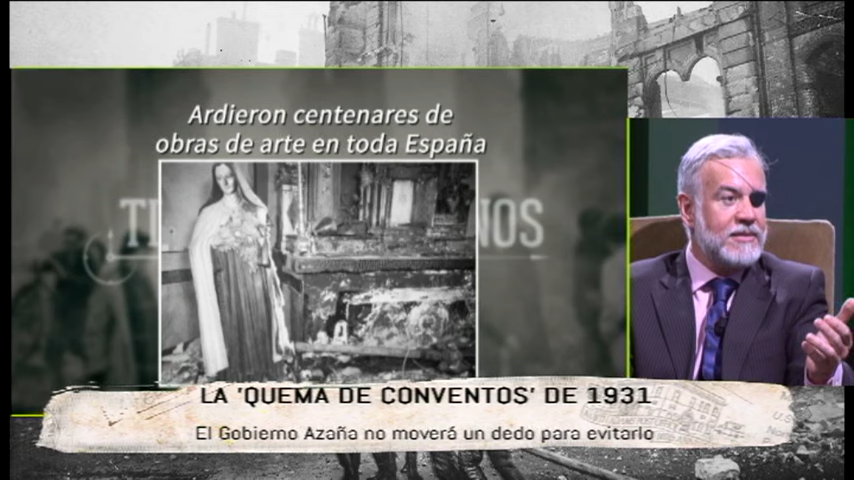 Ardieron centenares de
obras de arte en toda España
LA 'QUEMA DE CONVENTOS' DE 1931
El Gobierno Azaña no moverá un dedo para evitarlo